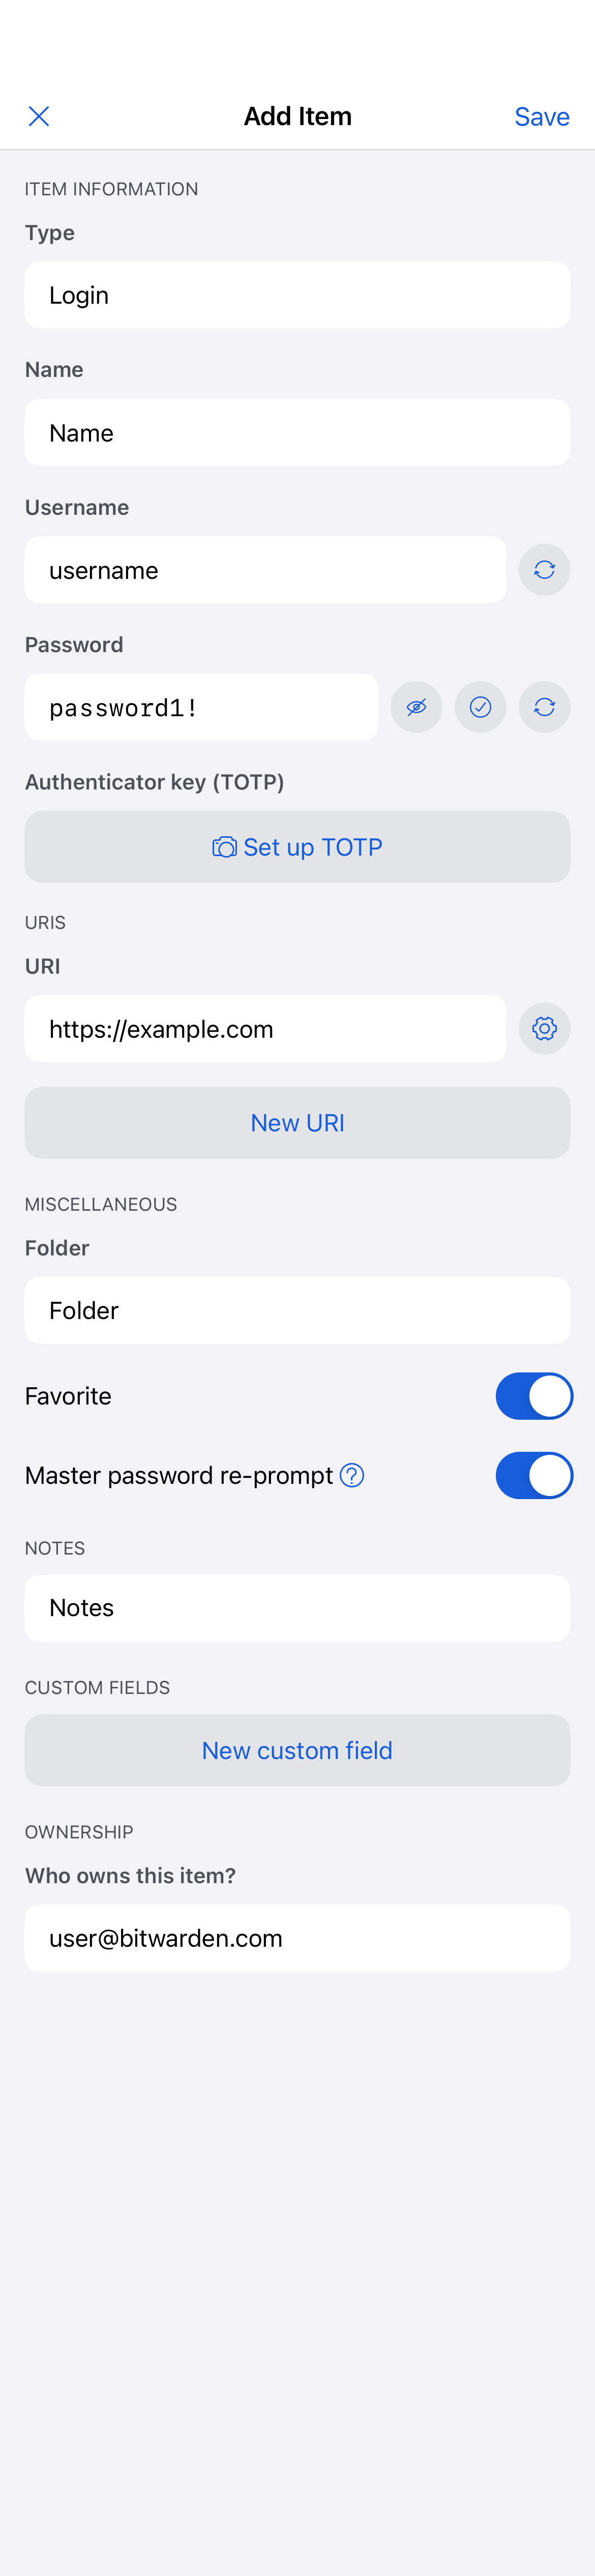 Add Item
Save
ITEM INFORMATION
Type
Login
Name
Name
Username
username
Password
password1!
Authenticator key (TOTP)
Set up TOTP
URIS
URI
https://example.com
New URI
MISCELLANEOUS
Folder
Folder
Favorite
Master password re-prompt
NOTES
Notes
CUSTOM FIELDS
New custom field
OWNERSHIP
Who owns this item?
user@bitwarden.com